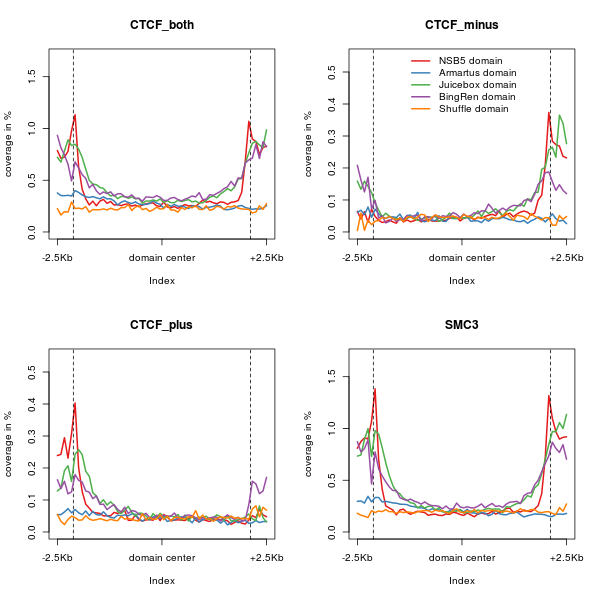 CTCF_both
coverage in %
0.0 0.5 1.0 1.5
-2.5Kb domain center +2.5Kb
Index
CTCF_minus
coverage in %
0.0 0.1 0.2 0.3 0.4 0.5
NSB5 domain
Armartus domain
Juicebox domain
BingRen domain
Shuffle domain
-2.5Kb domain center +2.5Kb
Index
CTCF_plus
coverage in %
0.0 0.1 0.2 0.3 0.4 0.5
-2.5Kb domain center +2.5Kb
Index
SMC3
coverage in %
0.0 0.5 1.0 1.5
-2.5Kb domain center +2.5Kb
Index